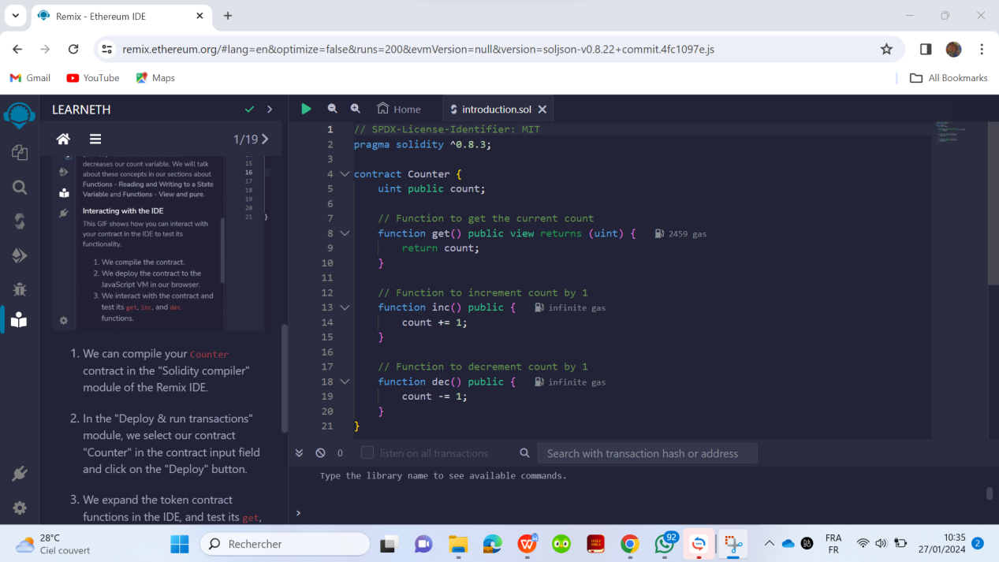 Remix - Ethereum IDE
remix.ethereum.org/#lang=en&optimize=false&runs=200&evmVersion=null&version=soljson-v0.8.22+commit.4fc1097e.js
Gmail
YouTube
Maps
All Bookmarks
LEARNETH
1/19
decreases our count variable. We will talk
about these concepts in our sections about
Functions - Reading and Writing to a State
Variable and Functions - View and pure.
Interacting with the IDE
This GIF shows how you can interact with
your contract in the IDE to test its
functionality.
1. We compile the contract.
2. We deploy the contract to the
JavaScript VM in our browser.
3. We interact with the contract and
test its get, inc, and dec
functions.
15
16
17
18
19
20
21 }
1. We can compile your Counter
contract in the "Solidity compiler"
module of the Remix IDE.
2. In the "Deploy & run transactions"
module, we select our contract
"Counter" in the contract input field
and click on the "Deploy" button.
3. We expand the token contract
functions in the IDE, and test its get,
Home
introduction.sol
1 // SPDX-License-Identifier: MIT
2 pragma solidity ^0.8.3;
3
4 contract Counter {
5 uint public count;
6
7 // Function to get the current count
8 function get() public view returns (uint) { 2459 gas
9 return count;
10 }
11
12 // Function to increment count by 1
13 function inc() public { infinite gas
14 count += 1;
15 }
16
17 // Function to decrement count by 1
18 function dec() public { infinite gas
19 count -= 1;
20 }
21 }
0 listen on all transactions Search with transaction hash or address
Type the library name to see available commands.
>
28°C
Ciel couvert
Rechercher
92
FRA
FR
10:35
27/01/2024
2